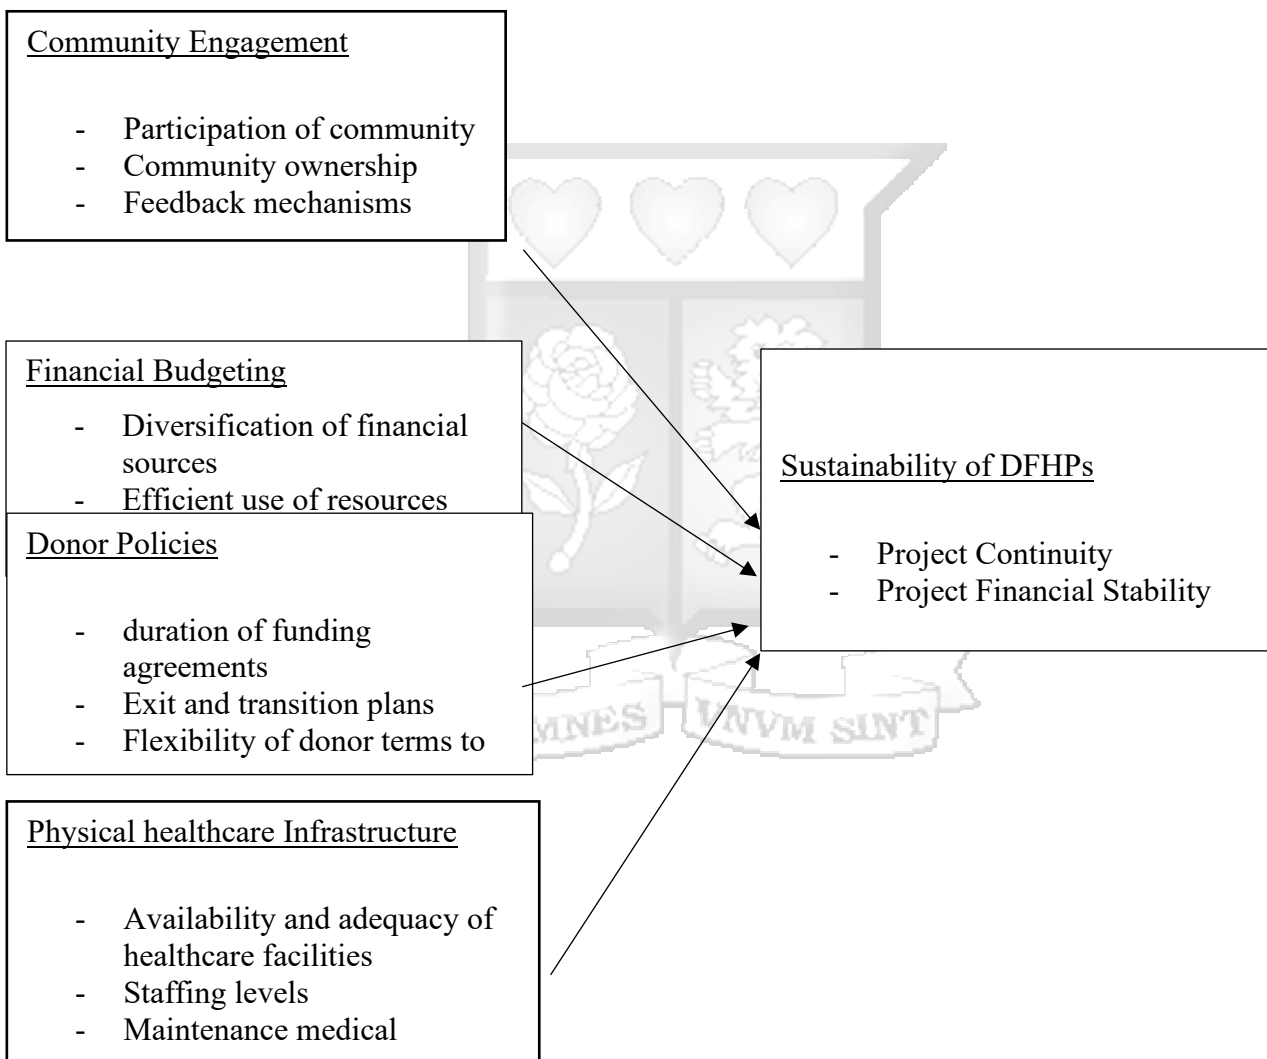 Community Engagement
- Participation of community
- Community ownership
- Feedback mechanisms
Financial Budgeting
- Diversification of financial
sources
- Efficient use of resources
Donor Policies
- duration of funding
agreements
- Exit and transition plans
- Flexibility of donor terms to
Physical healthcare Infrastructure
- Availability and adequacy of
healthcare facilities
- Staffing levels
- Maintenance medical
Sustainability of DFHPs
- Project Continuity
- Project Financial Stability
MNES VNVM SINT